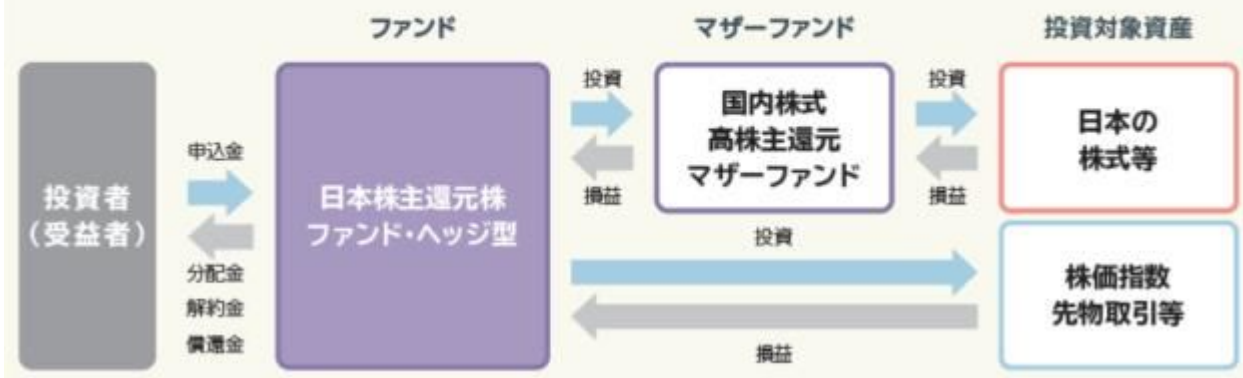 ファンド
マザーファンド
投資対象資産
投資者
（受益者）
申込金
分配金
解約金
償還金
日本株主還元株
ファンド・ヘッジ型
投資
損益
国内株式
高株主還元
マザーファンド
投資
損益
日本の
株式等
投資
損益
株価指数
先物取引等